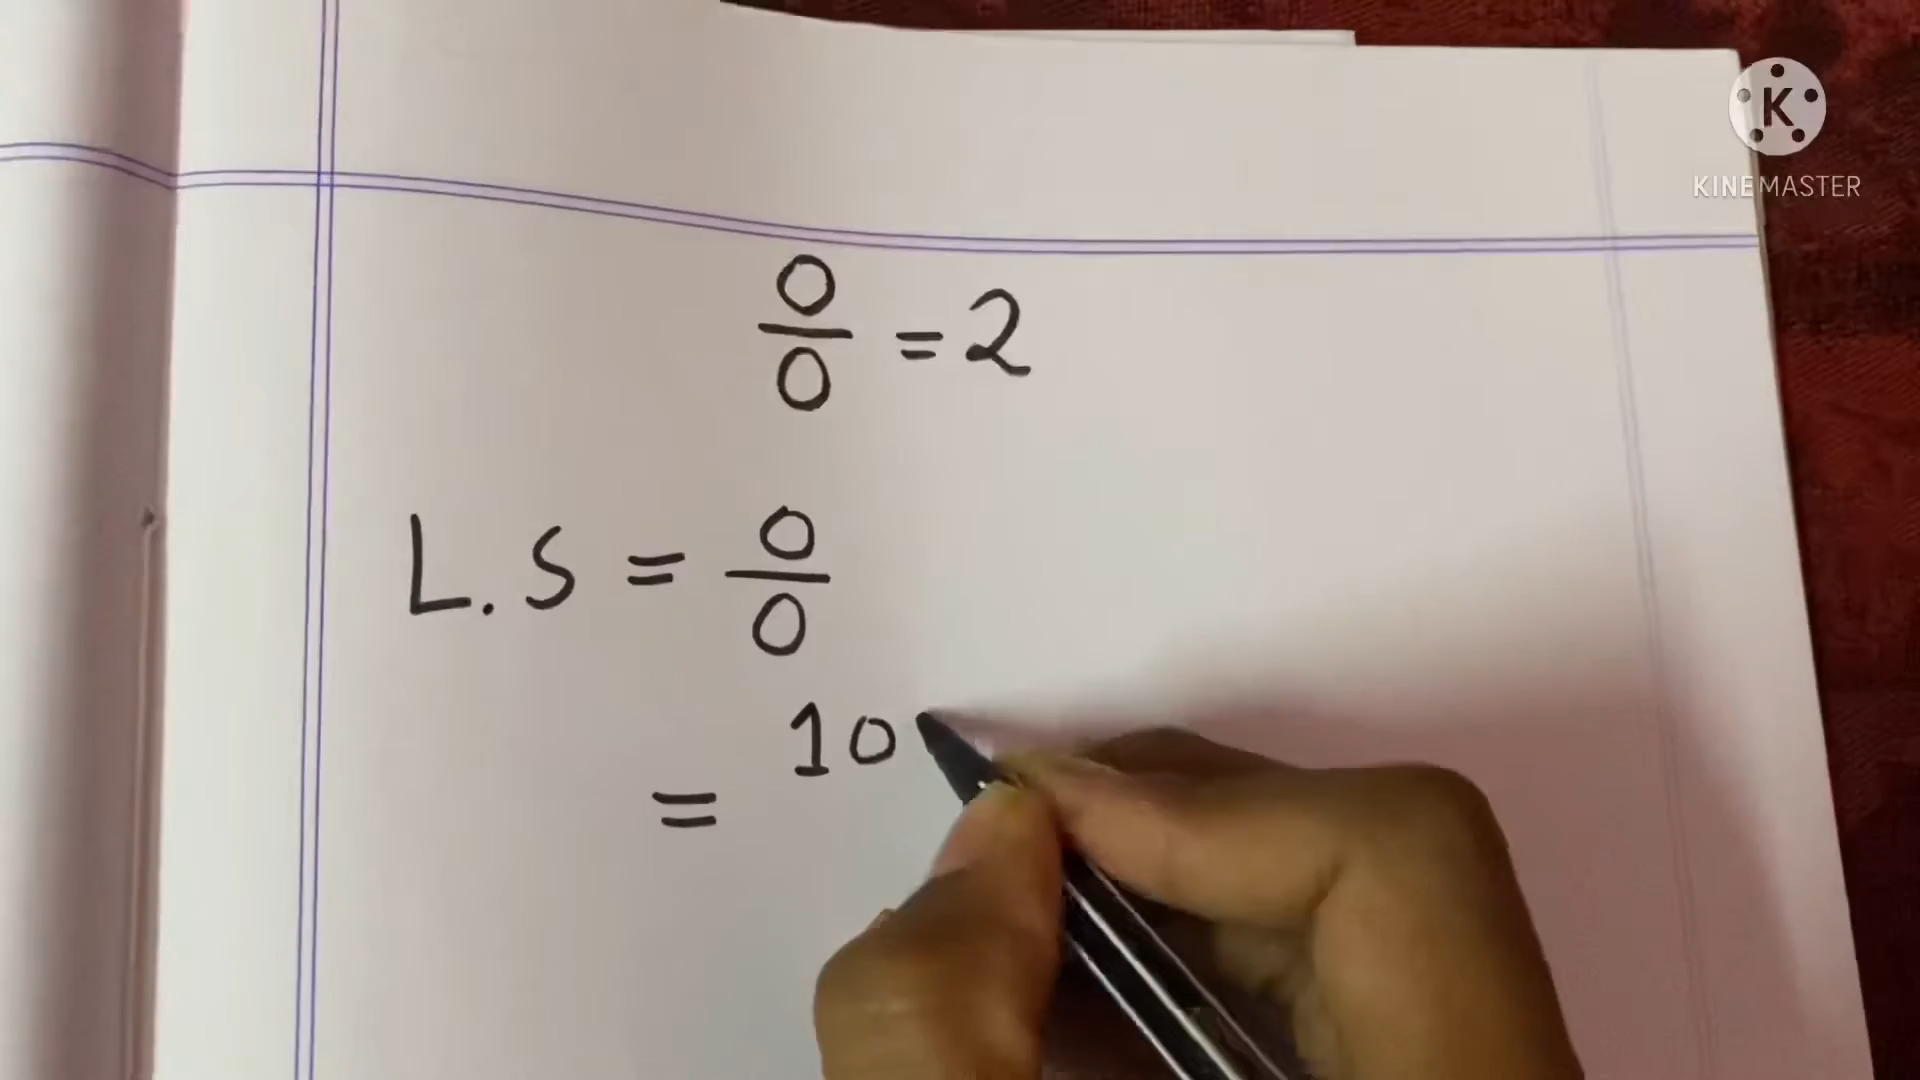 K
KINEMASTER
0/0 = 2
L.S = 0/0
= 10